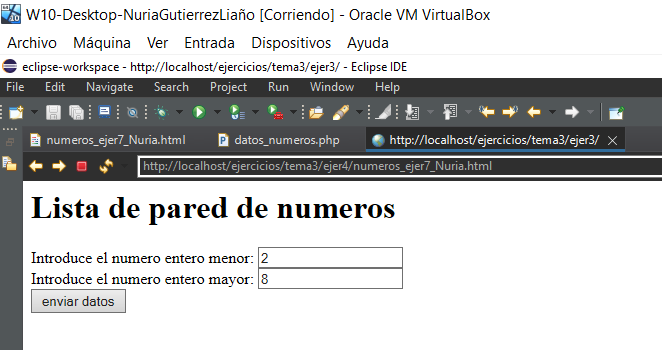 W10-Desktop-NuriaGutierrezLiaño [Corriendo] - Oracle VM VirtualBox
Archivo Máquina Ver Entrada Dispositivos Ayuda
eclipse-workspace - http://localhost/ejercicios/tema3/ejer3/ - Eclipse IDE
File Edit Navigate Search Project Run Window Help
numeros_ejer7_Nuria.html datos_numeros.php http://localhost/ejercicios/tema3/ejer3/
http://localhost/ejercicios/tema3/ejer4/numeros_ejer7_Nuria.html
Lista de pared de numeros
Introduce el numero entero menor: 2
Introduce el numero entero mayor: 8
enviar datos